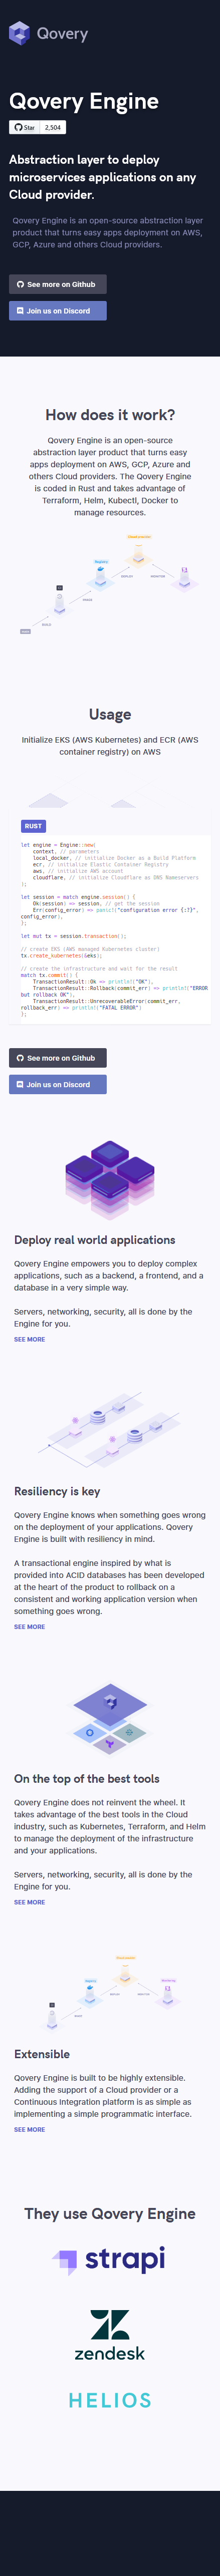 Qovery
Qovery Engine
Star 2,504
Abstraction layer to deploy
microservices applications on any
Cloud provider.
Qovery Engine is an open-source abstraction layer
product that turns easy apps deployment on AWS,
GCP, Azure and others Cloud providers.
See more on Github
Join us on Discord
How does it work?
Qovery Engine is an open-source
abstraction layer product that turns easy
apps deployment on AWS, GCP, Azure and
others Cloud providers. The Qovery Engine
is coded in Rust and takes advantage of
Terraform, Helm, Kubectl, Docker to
manage resources.
Usage
Initialize EKS (AWS Kubernetes) and ECR (AWS
container registry) on AWS
RUST
let engine = Engine::new(
context, // parameters
local_docker, // initialize Docker as a Build Platform
ecr, // initialize Elastic Container Registry
aws, // initialize AWS account
cloudflare, // initialize Cloudflare as DNS Nameservers
);
let session = match engine.session() {
Ok(session) => session, // get the session
Err(config_error) => panic!("configuration error {:?}",
config_error),
};
let mut tx = session.transaction();
// create EKS (AWS managed Kubernetes cluster)
tx.create_kubernetes(&eks);
// create the infrastructure and wait for the result
match tx.commit() {
TransactionResult::Ok => println!("OK"),
TransactionResult::Rollback(commit_err) => println!("ERROR
but rollback OK"),
TransactionResult::UnrecoverableError(commit_err,
rollback_err) => println!("FATAL ERROR")
};
See more on Github
Join us on Discord
Deploy real world applications
Qovery Engine empowers you to deploy complex
applications, such as a backend, a frontend, and a
database in a very simple way.
Servers, networking, security, all is done by the
Engine for you.
SEE MORE
Resiliency is key
Qovery Engine knows when something goes wrong
on the deployment of your applications. Qovery
Engine is built with resiliency in mind.
A transactional engine inspired by what is
provided into ACID databases has been developed
at the heart of the product to rollback on a
consistent and working application version when
something goes wrong.
SEE MORE
On the top of the best tools
Qovery Engine does not reinvent the wheel. It
takes advantage of the best tools in the Cloud
industry, such as Kubernetes, Terraform, and Helm
to manage the deployment of the infrastructure
and your applications.
Servers, networking, security, all is done by the
Engine for you.
SEE MORE
Extensible
Qovery Engine is built to be highly extensible.
Adding the support of a Cloud provider or a
Continuous Integration platform is as simple as
implementing a simple programmatic interface.
SEE MORE
They use Qovery Engine
strapi
zendesk
HELIOS